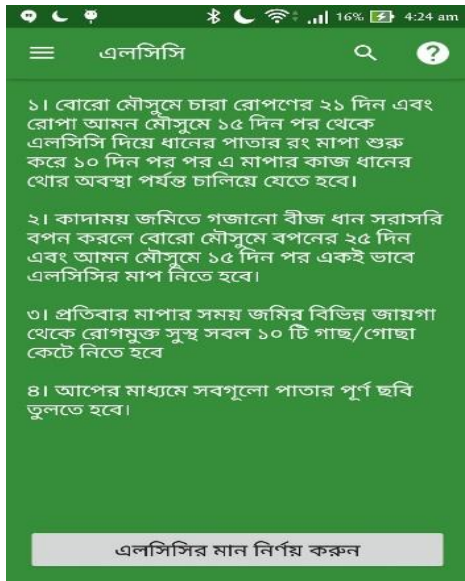 16% 4:24 am
এলসিসি
?
১। বোরো মৌসুমে চারা রোপণের ২১ দিন এবং
রোপা আমন মৌসুমে ১৫ দিন পর থেকে
এলসিসি দিয়ে ধানের পাতার রং মাপা শুরু
করে ১০ দিন পর পর এ মাপার কাজ ধানের
থোর অবস্থা পর্যন্ত চালিয়ে যেতে হবে।
২। কাদাময় জমিতে গজানো বীজ ধান সরাসরি
বপন করলে বোরো মৌসুমে বপনের ২৫ দিন
এবং আমন মৌসুমে ১৫ দিন পর একই ভাবে
এলসিসির মাপ নিতে হবে।
৩। প্রতিবার মাপার সময় জমির বিভিন্ন জায়গা
থেকে রোগমুক্ত সুস্থ সবল ১০ টি গাছ/গোছা
কেটে নিতে হবে
৪। আপের মাধ্যমে সবগূলো পাতার পূর্ণ ছবি
তুলতে হবে।
এলসিসির মান নির্ণয় করুন